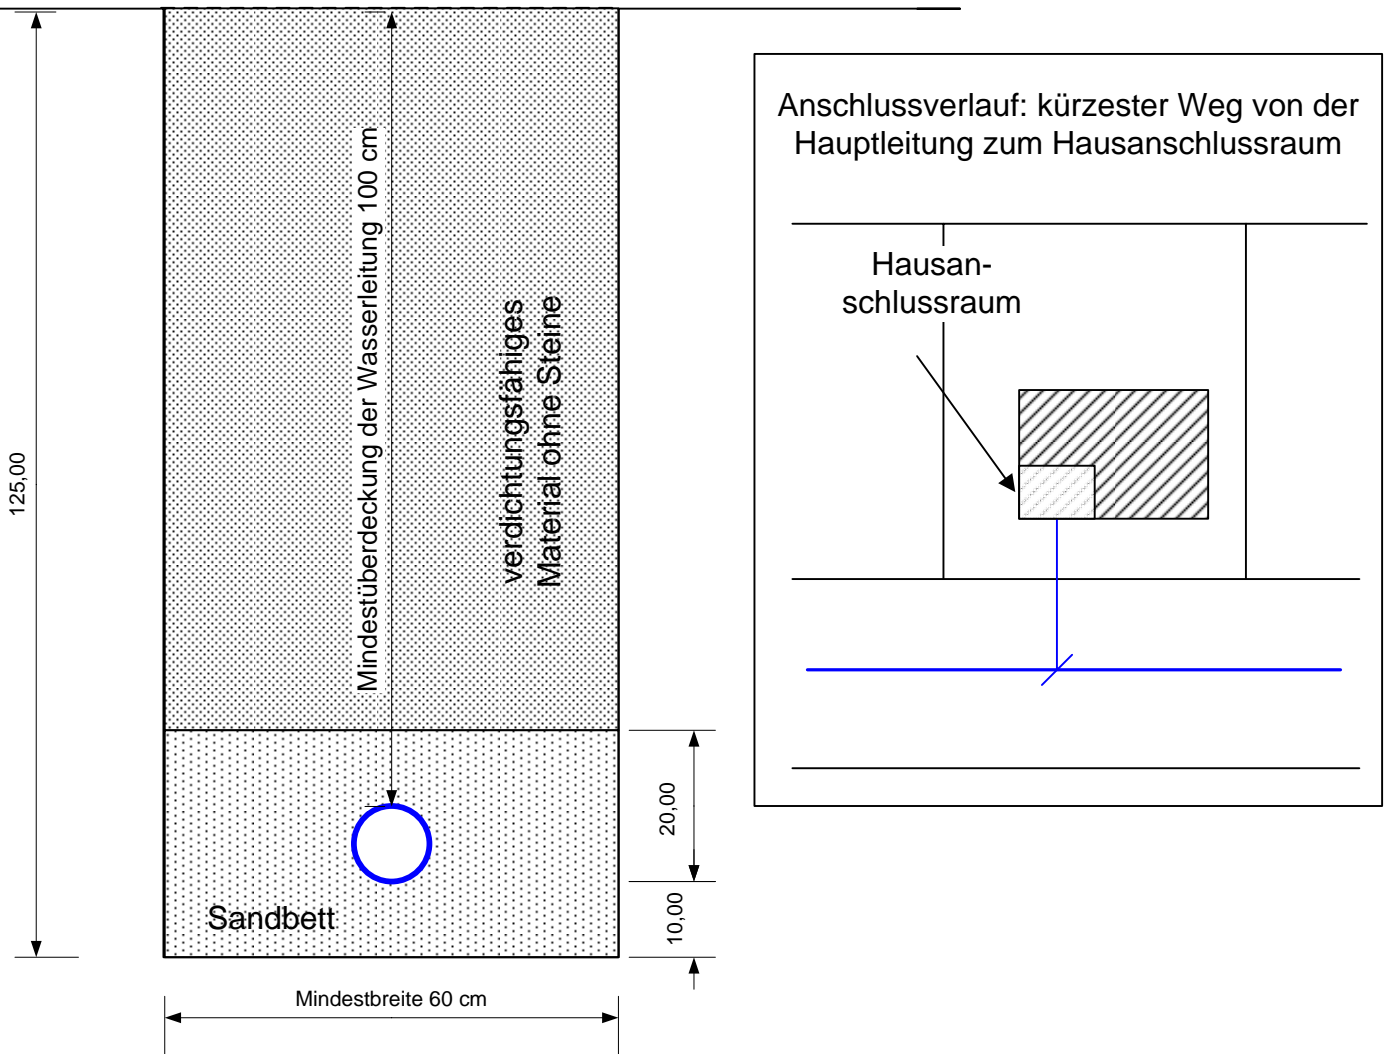 125,00
Mindestüberdeckung der Wasserleitung 100 cm
verdichtungsfähiges
Material ohne Steine
Sandbett
20,00
10,00
Mindestbreite 60 cm
Anschlussverlauf: kürzester Weg von der
Hauptleitung zum Hausanschlussraum
Hausan-
schlussraum